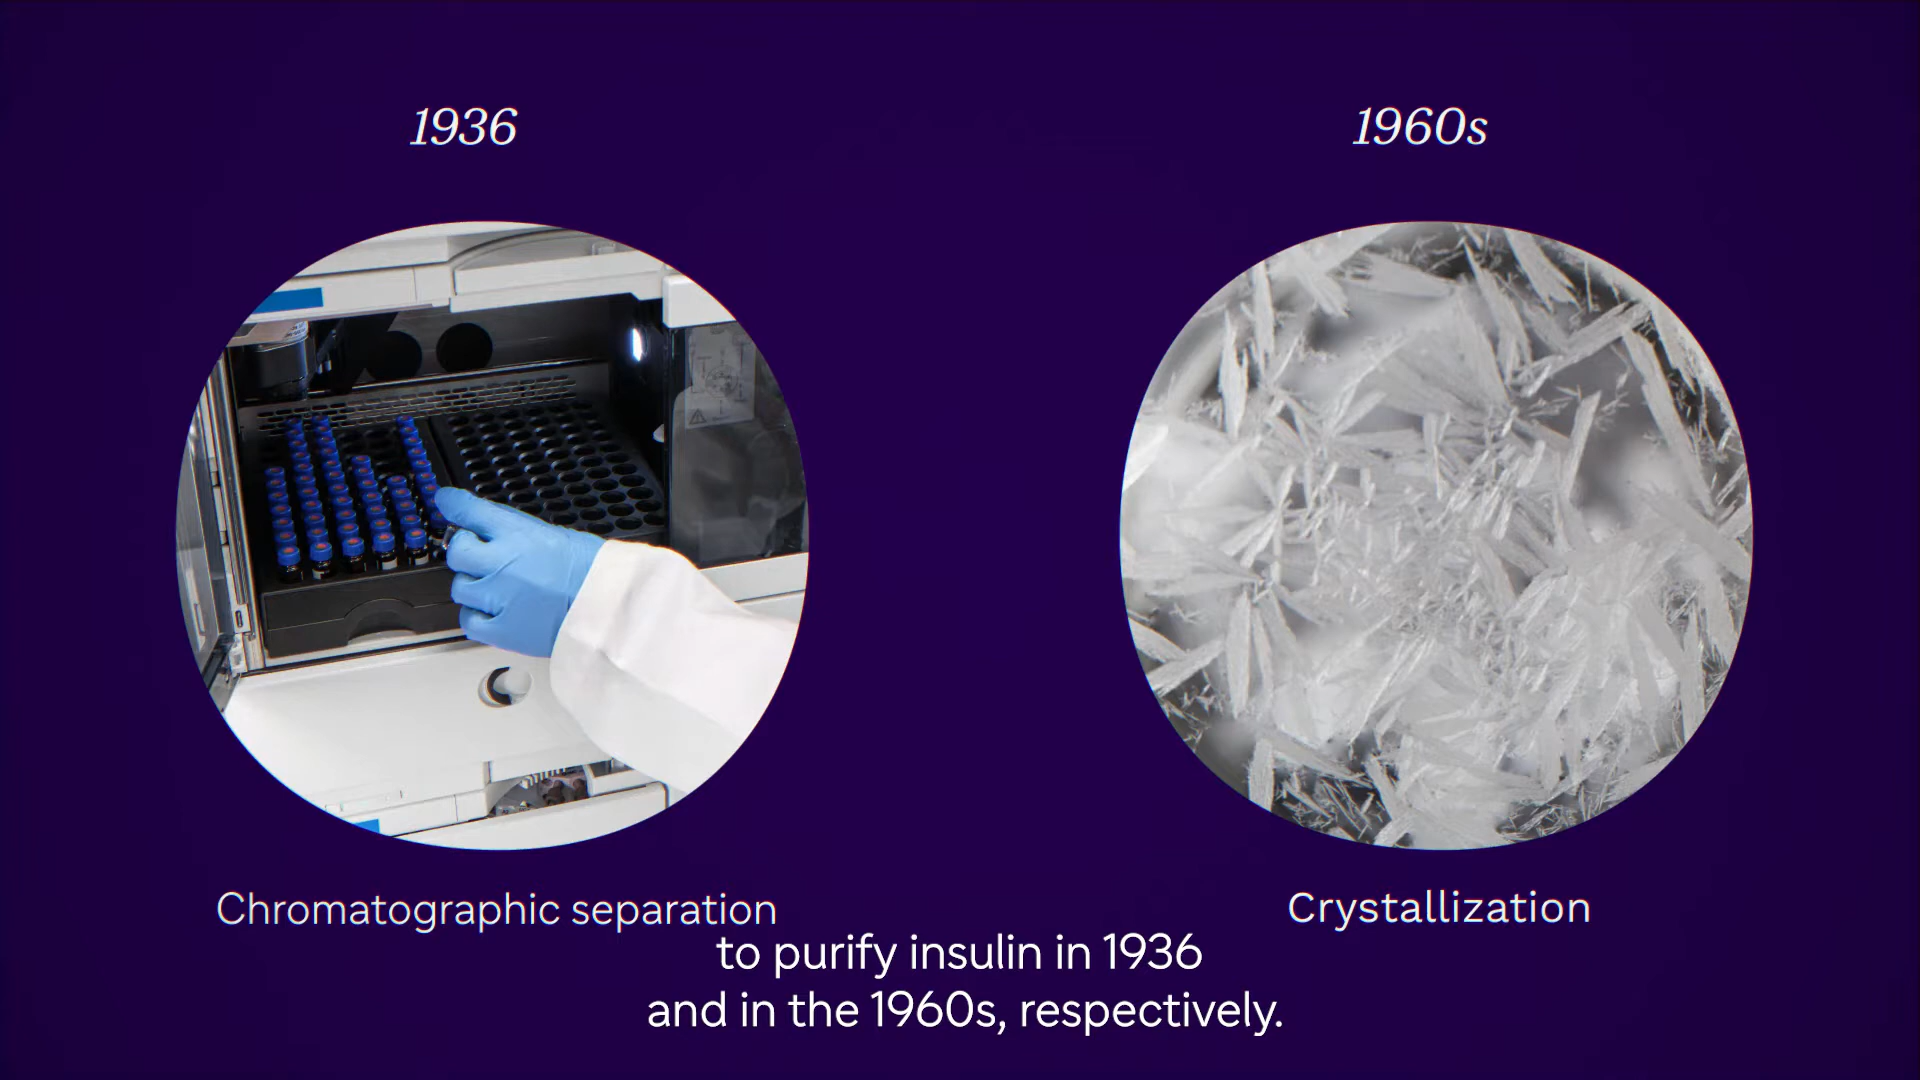 1936
1960s
Chromatographic separation
Crystallization
to purify insulin in 1936
and in the 1960s, respectively.